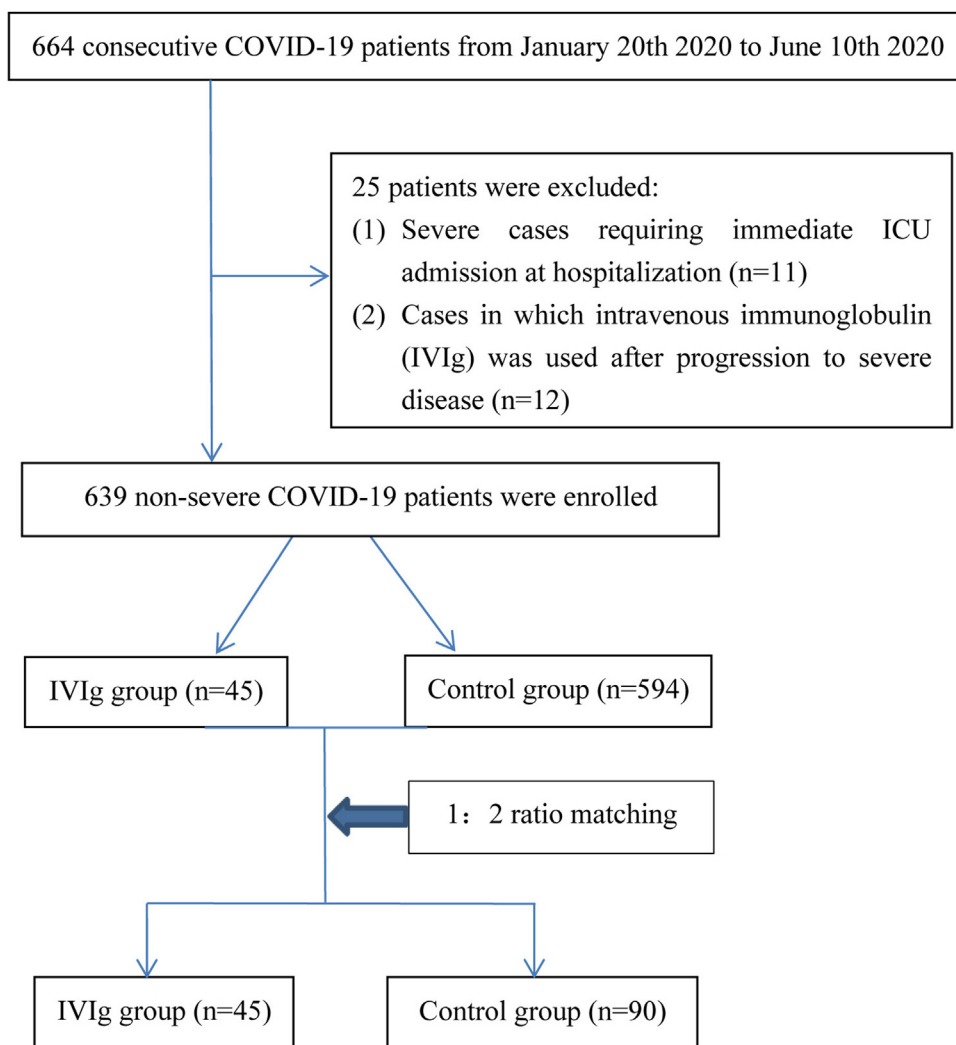 664 consecutive COVID-19 patients from January 20th 2020 to June 10th 2020
25 patients were excluded:
(1) Severe cases requiring immediate ICU
admission at hospitalization (n=11)
(2) Cases in which intravenous immunoglobulin
(IVIg) was used after progression to severe
disease (n=12)
639 non-severe COVID-19 patients were enrolled
IVIg group (n=45)
Control group (n=594)
1：2 ratio matching
IVIg group (n=45)
Control group (n=90)